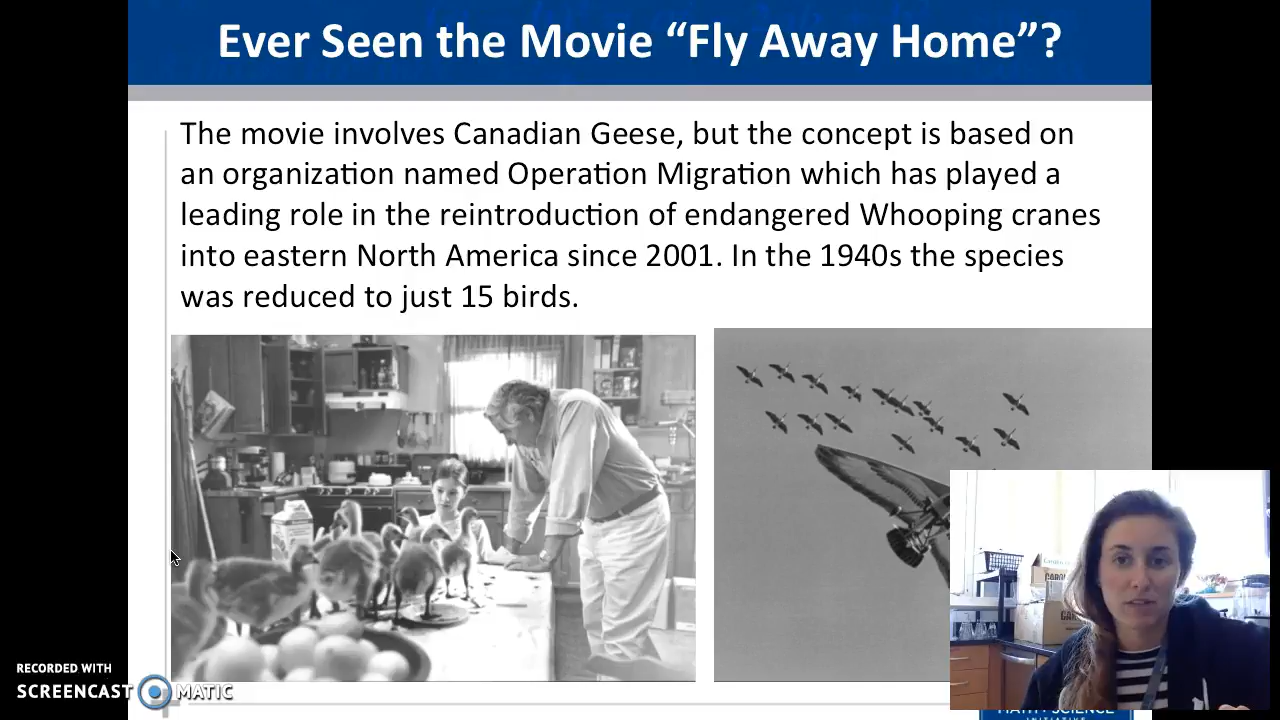 Ever Seen the Movie “Fly Away Home”?
The movie involves Canadian Geese, but the concept is based on
an organization named Operation Migration which has played a
leading role in the reintroduction of endangered Whooping cranes
into eastern North America since 2001. In the 1940s the species
was reduced to just 15 birds.
RECORDED WITH
SCREENCAST MATIC